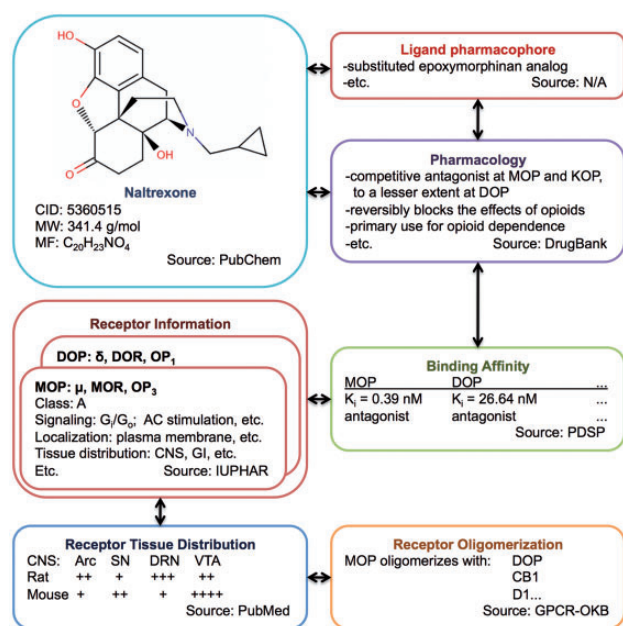 HO
O
O
OH
N
Naltrexone
CID: 5360515
MW: 341.4 g/mol
MF: C₂₀H₂₃NO₄
Source: PubChem
Ligand pharmacophore
-substituted epoxymorphinan analog
-etc. Source: N/A
Pharmacology
-competitive antagonist at MOP and KOP,
to a lesser extent at DOP
-reversibly blocks the effects of opioids
-primary use for opioid dependence
-etc. Source: DrugBank
Receptor Information
DOP: δ, DOR, OP₁
MOP: μ, MOR, OP₃
Class: A
Signaling: Gᵢ/Gₒ; AC stimulation, etc.
Localization: plasma membrane, etc.
Tissue distribution: CNS, GI, etc.
Etc. Source: IUPHAR
Binding Affinity
MOP DOP ...
Kᵢ = 0.39 nM Kᵢ = 26.64 nM ...
antagonist antagonist ...
Source: PDSP
Receptor Tissue Distribution
CNS: Arc SN DRN VTA
Rat ++ + +++ ++
Mouse + ++ + ++++
Source: PubMed
Receptor Oligomerization
MOP oligomerizes with: DOP
CB1
D1...
Source: GPCR-OKB